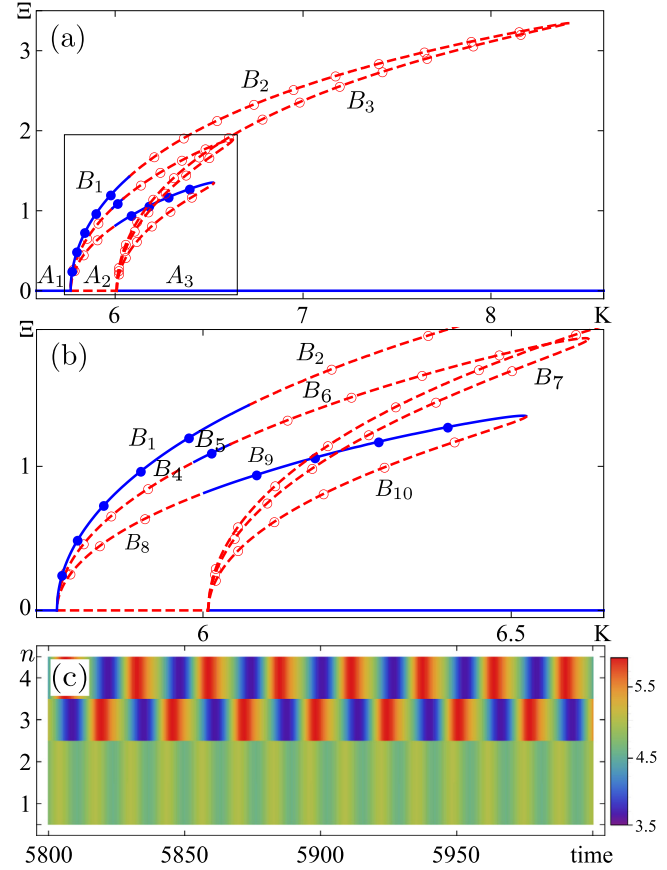 Ξ
(a)
3
B₂
B₃
2
B₁
1
A₁ A₂ A₃
0
6 7 8 K
Ξ
(b)
B₂
B₆
B₇
B₁ B₅
1
B₄ B₉
B₁₀
B₈
0
6 6.5 K
n
(c)
4
5.5
3
2
4.5
1
3.5
5800 5850 5900 5950 time